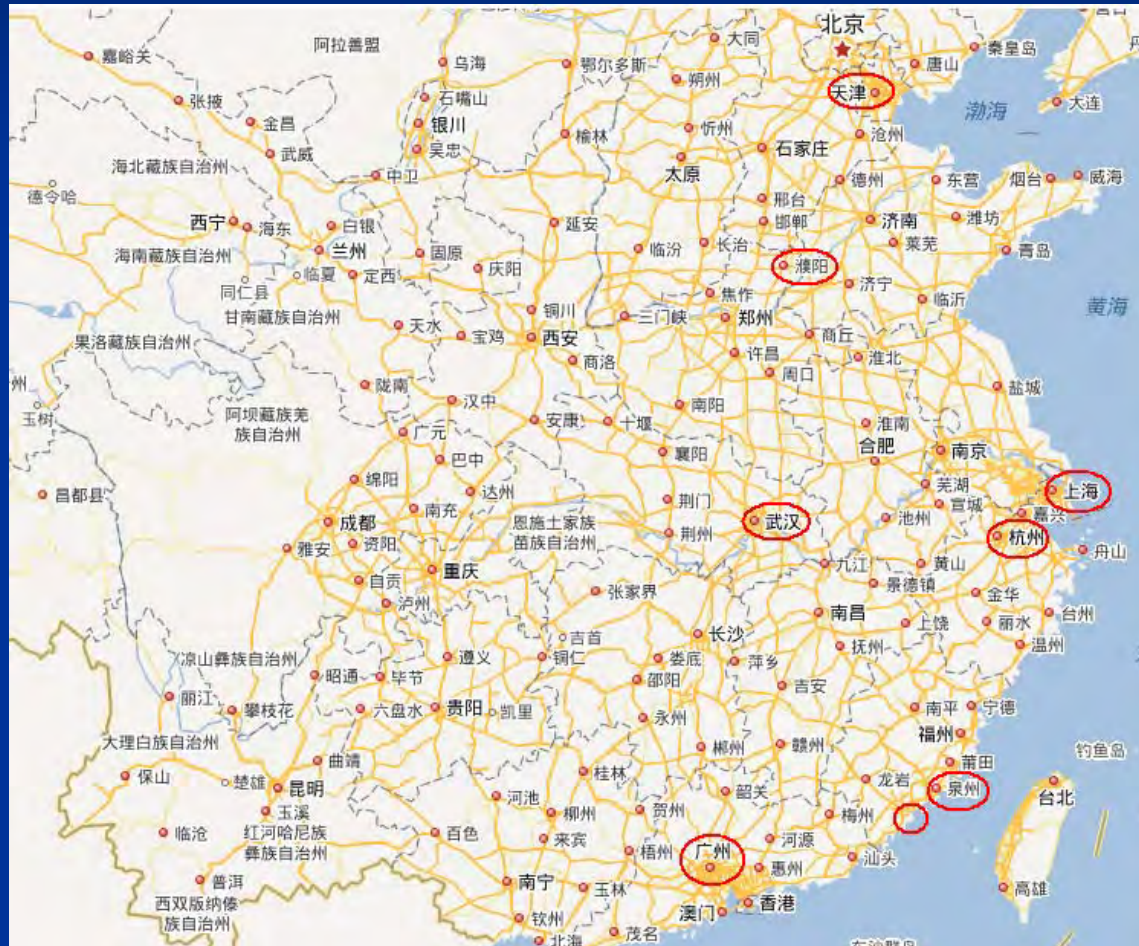 北京
大同
秦皇岛
嘉峪关
阿拉善盟
乌海
鄂尔多斯
唐山
朔州
天津
大连
张掖
石嘴山
渤海
金昌
银川
榆林
忻州
沧州
武威
吴忠
石家庄
海北藏族自治州
太原
中卫
德州
东营
烟台
威海
德令哈
邢台
西宁
海东
白银
延安
邯郸
济南
潍坊
兰州
临汾
长治
莱芜
青岛
海南藏族自治州
固原
庆阳
濮阳
临夏
定西
济宁
同仁县
焦作
临沂
黄海
甘南藏族自治州
铜川
三门峡
郑州
天水
宝鸡
西安
商丘
果洛藏族自治州
商洛
许昌
淮北
周口
州
陇南
盐城
玉树
阿坝藏族羌
族自治州
汉中
南阳
广元
安康
十堰
淮南
合肥
南京
巴中
襄阳
绵阳
昌都县
达州
荆门
芜湖
上海
南充
宣城
成都
恩施土家族
苗族自治州
武汉
池州
嘉兴
资阳
荆州
杭州
雅安
舟山
重庆
九江
黄山
自贡
张家界
景德镇
金华
泸州
南昌
台州
吉首
长沙
上饶
丽水
凉山彝族自治州
遵义
铜仁
娄底
萍乡
抚州
温州
昭通
毕节
邵阳
吉安
丽江
攀枝花
六盘水
贵阳
凯里
永州
南平
宁德
大理白族自治州
福州
曲靖
郴州
赣州
钓鱼岛
保山
楚雄
昆明
桂林
莆田
河池
韶关
龙岩
泉州
台北
玉溪
柳州
贺州
梅州
临沧
红河哈尼族
彝族自治州
百色
来宾
梧州
广州
河源
汕头
惠州
普洱
南宁
玉林
香港
高雄
西双版纳傣
族自治州
钦州
澳门
北海
茂名